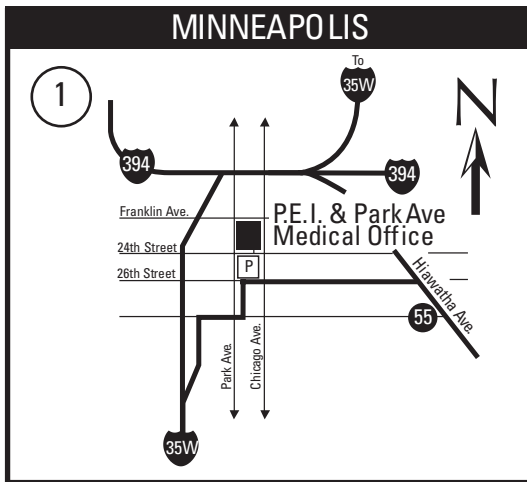 MINNEAPOLIS
1
To
35W
N
394
394
Franklin Ave.
P.E.I. & Park Ave
Medical Office
24th Street
P
26th Street
Hiawatha Ave.
55
Park Ave.
Chicago Ave.
35W